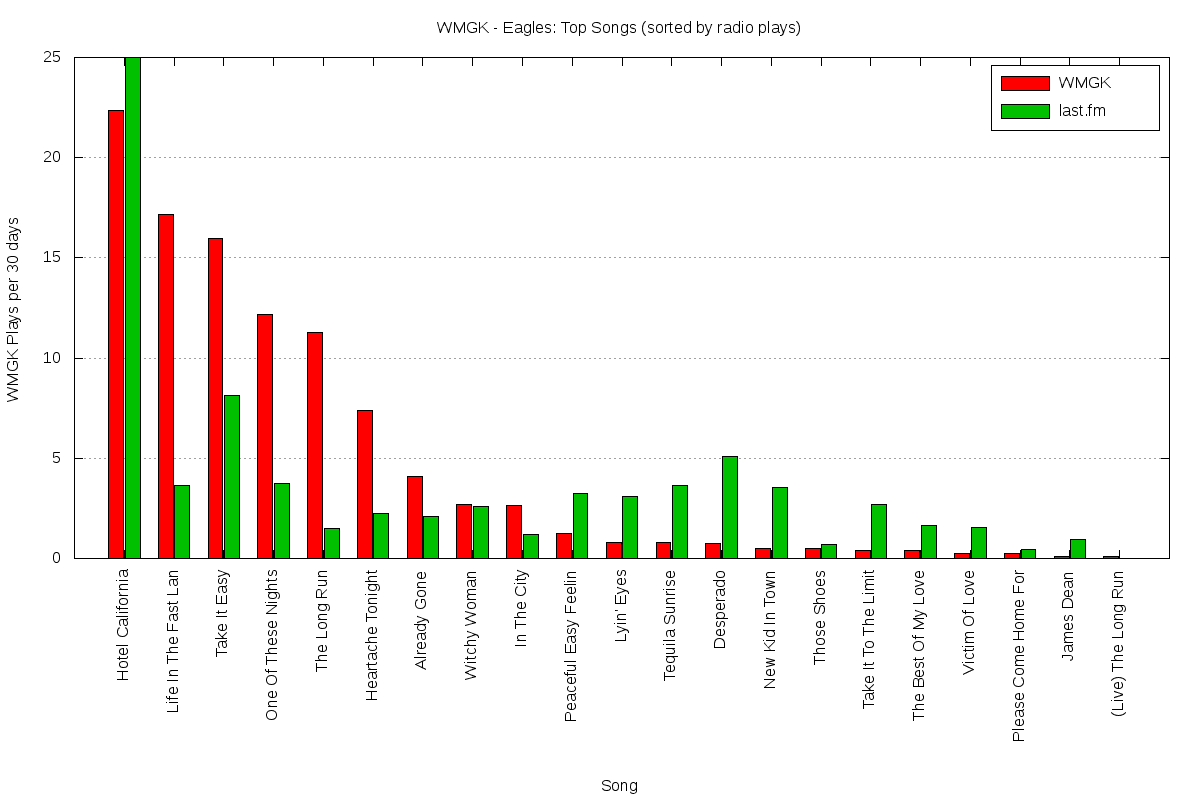 WMGK - Eagles: Top Songs (sorted by radio plays)
WMGK
last.fm
WMGK Plays per 30 days
25
20
15
10
5
0
Hotel California
Life In The Fast Lan
Take It Easy
One Of These Nights
The Long Run
Heartache Tonight
Already Gone
Witchy Woman
In The City
Peaceful Easy Feelin
Lyin' Eyes
Tequila Sunrise
Desperado
New Kid In Town
Those Shoes
Take It To The Limit
The Best Of My Love
Victim Of Love
Please Come Home For
James Dean
(Live) The Long Run
Song